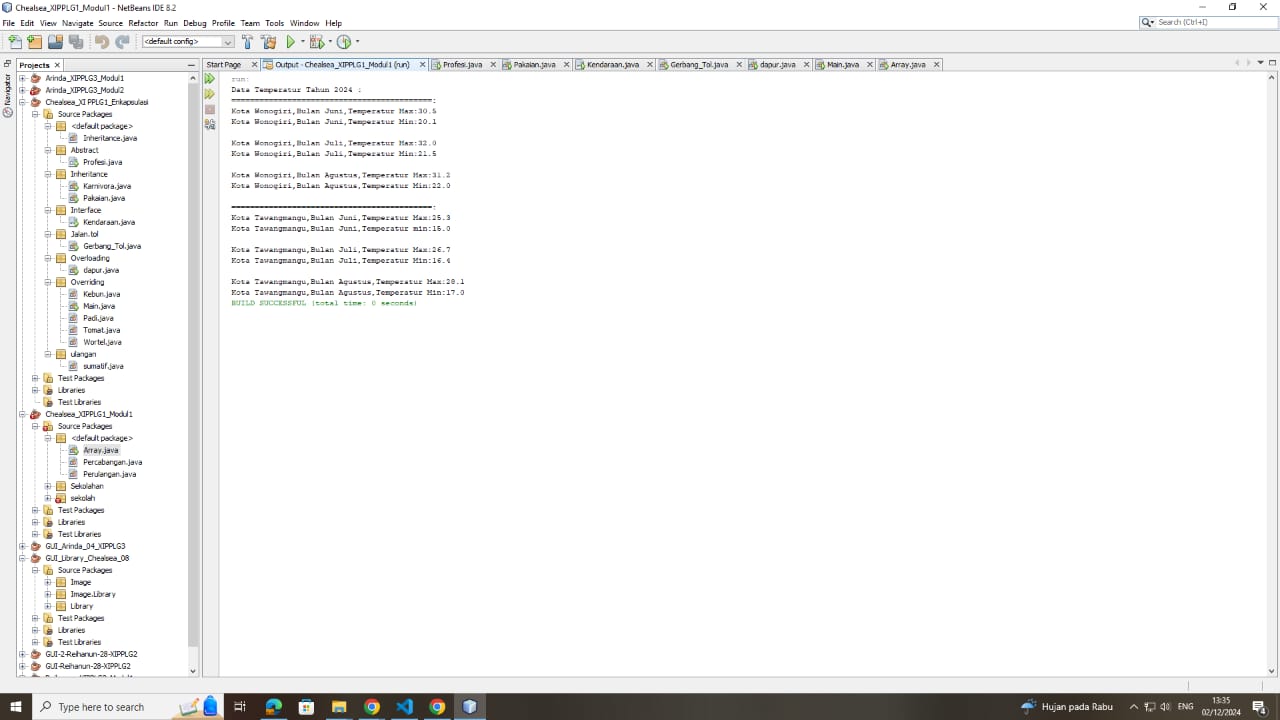 Chealsea_XIPPLG1_Modul1 - NetBeans IDE 8.2
File Edit View Navigate Source Refactor Run Debug Profile Team Tools Window Help
Search (Ctrl+I)
<default config>
Projects
Start Page
Output - Chealsea_XIPPLG1_Modul1 (run)
Profesi.java
Pakaian.java
Kendaraan.java
Gerbang_Tol.java
dapur.java
Main.java
Array.java
Navigator
Arinda_XIPPLG3_Modul1
Arinda_XIPPLG3_Modul2
Chealsea_XI PPLG1_Enkapsulasi
Source Packages
<default package>
Inheritance.java
Abstract
Profesi.java
Inheritance
Karnivora.java
Pakaian.java
Interface
Kendaraan.java
Jalan.tol
Gerbang_Tol.java
Overloading
dapur.java
Overriding
Kebun.java
Main.java
Padi.java
Tomat.java
Wortel.java
ulangan
sumatif.java
Test Packages
Libraries
Test Libraries
Chealsea_XIPPLG1_Modul1
Source Packages
<default package>
Array.java
Percabangan.java
Perulangan.java
Sekolahan
sekolah
Test Packages
Libraries
Test Libraries
GUI_Arinda_04_XIPPLG3
GUI_Library_Chealsea_08
Source Packages
Image
Image.Library
Library
Test Packages
Libraries
Test Libraries
GUI-2-Reihanun-28-XIPPLG2
GUI-Reihanun-28-XIPPLG2
run:
Data Temperatur Tahun 2024 :
===========================================:
Kota Wonogiri,Bulan Juni,Temperatur Max:30.5
Kota Wonogiri,Bulan Juni,Temperatur Min:20.1
Kota Wonogiri,Bulan Juli,Temperatur Max:32.0
Kota Wonogiri,Bulan Juli,Temperatur Min:21.5
Kota Wonogiri,Bulan Agustus,Temperatur Max:31.2
Kota Wonogiri,Bulan Agustus,Temperatur Min:22.0
===========================================:
Kota Tawangmangu,Bulan Juni,Temperatur Max:25.3
Kota Tawangmangu,Bulan Juni,Temperatur min:15.0
Kota Tawangmangu,Bulan Juli,Temperatur Max:26.7
Kota Tawangmangu,Bulan Juli,Temperatur Min:16.4
Kota Tawangmangu,Bulan Agustus,Temperatur Max:28.1
Kota Tawangmangu,Bulan Agustus,Temperatur Min:17.0
BUILD SUCCESSFUL (total time: 0 seconds)
Type here to search
Hujan pada Rabu
ENG
13:35
02/12/2024
4